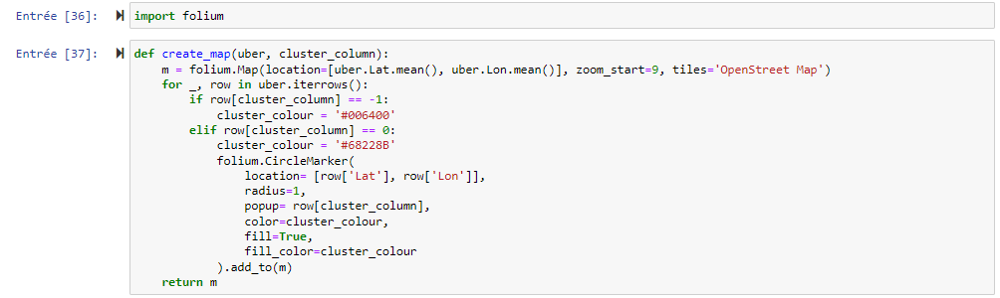 Entrée [36]: import folium
Entrée [37]: def create_map(uber, cluster_column):
    m = folium.Map(location=[uber.Lat.mean(), uber.Lon.mean()], zoom_start=9, tiles='OpenStreet Map')
    for _, row in uber.iterrows():
        if row[cluster_column] == -1:
            cluster_colour = '#006400'
        elif row[cluster_column] == 0:
            cluster_colour = '#68228B'
            folium.CircleMarker(
                location= [row['Lat'], row['Lon']],
                radius=1,
                popup= row[cluster_column],
                color=cluster_colour,
                fill=True,
                fill_color=cluster_colour
            ).add_to(m)
    return m